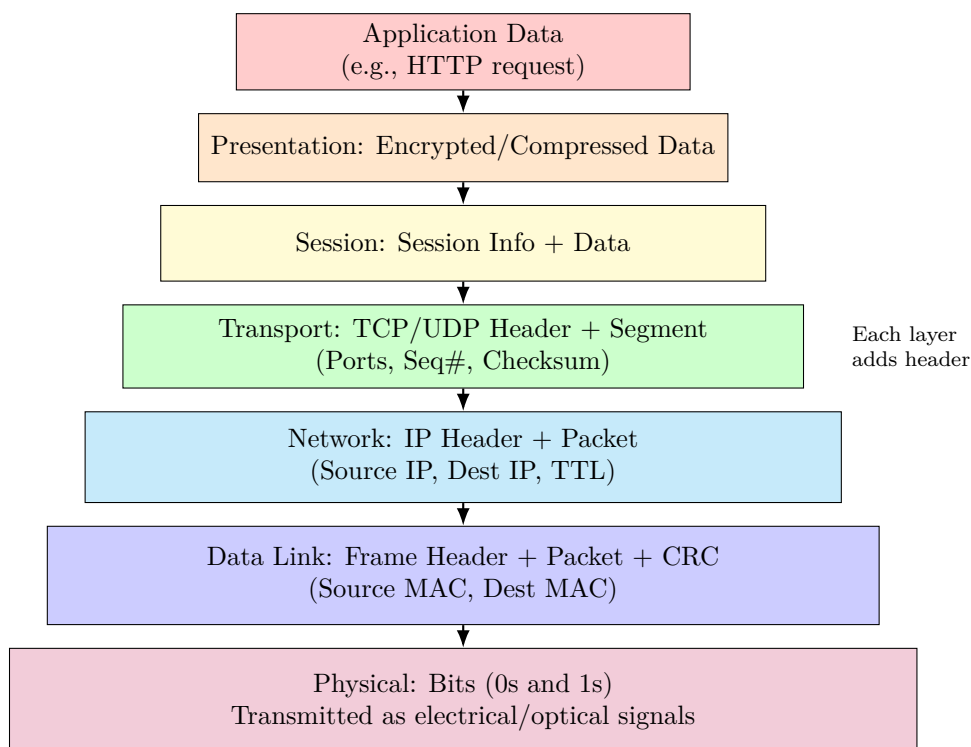 Application Data
(e.g., HTTP request)
Presentation: Encrypted/Compressed Data
Session: Session Info + Data
Transport: TCP/UDP Header + Segment
(Ports, Seq#, Checksum)
Each layer
adds header
Network: IP Header + Packet
(Source IP, Dest IP, TTL)
Data Link: Frame Header + Packet + CRC
(Source MAC, Dest MAC)
Physical: Bits (0s and 1s)
Transmitted as electrical/optical signals